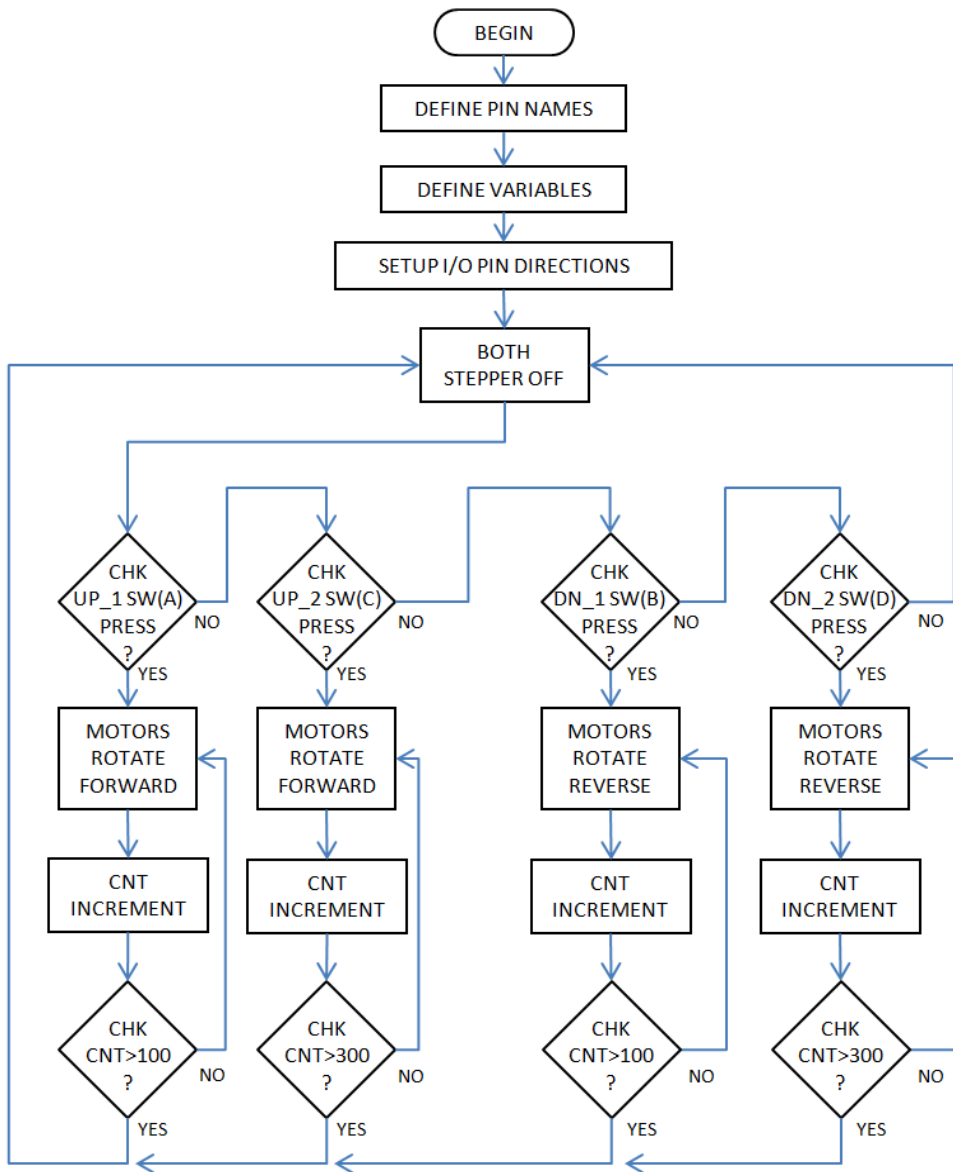 BEGIN
DEFINE PIN NAMES
DEFINE VARIABLES
SETUP I/O PIN DIRECTIONS
BOTH
STEPPER OFF
CHK
UP_1 SW(A)
PRESS
?
NO
YES
MOTORS
ROTATE
FORWARD
CNT
INCREMENT
CHK
CNT>100
?
NO
YES
CHK
UP_2 SW(C)
PRESS
?
NO
YES
MOTORS
ROTATE
FORWARD
CNT
INCREMENT
CHK
CNT>300
?
NO
YES
CHK
DN_1 SW(B)
PRESS
?
NO
YES
MOTORS
ROTATE
REVERSE
CNT
INCREMENT
CHK
CNT>100
?
NO
YES
CHK
DN_2 SW(D)
PRESS
?
NO
YES
MOTORS
ROTATE
REVERSE
CNT
INCREMENT
CHK
CNT>300
?
NO
YES